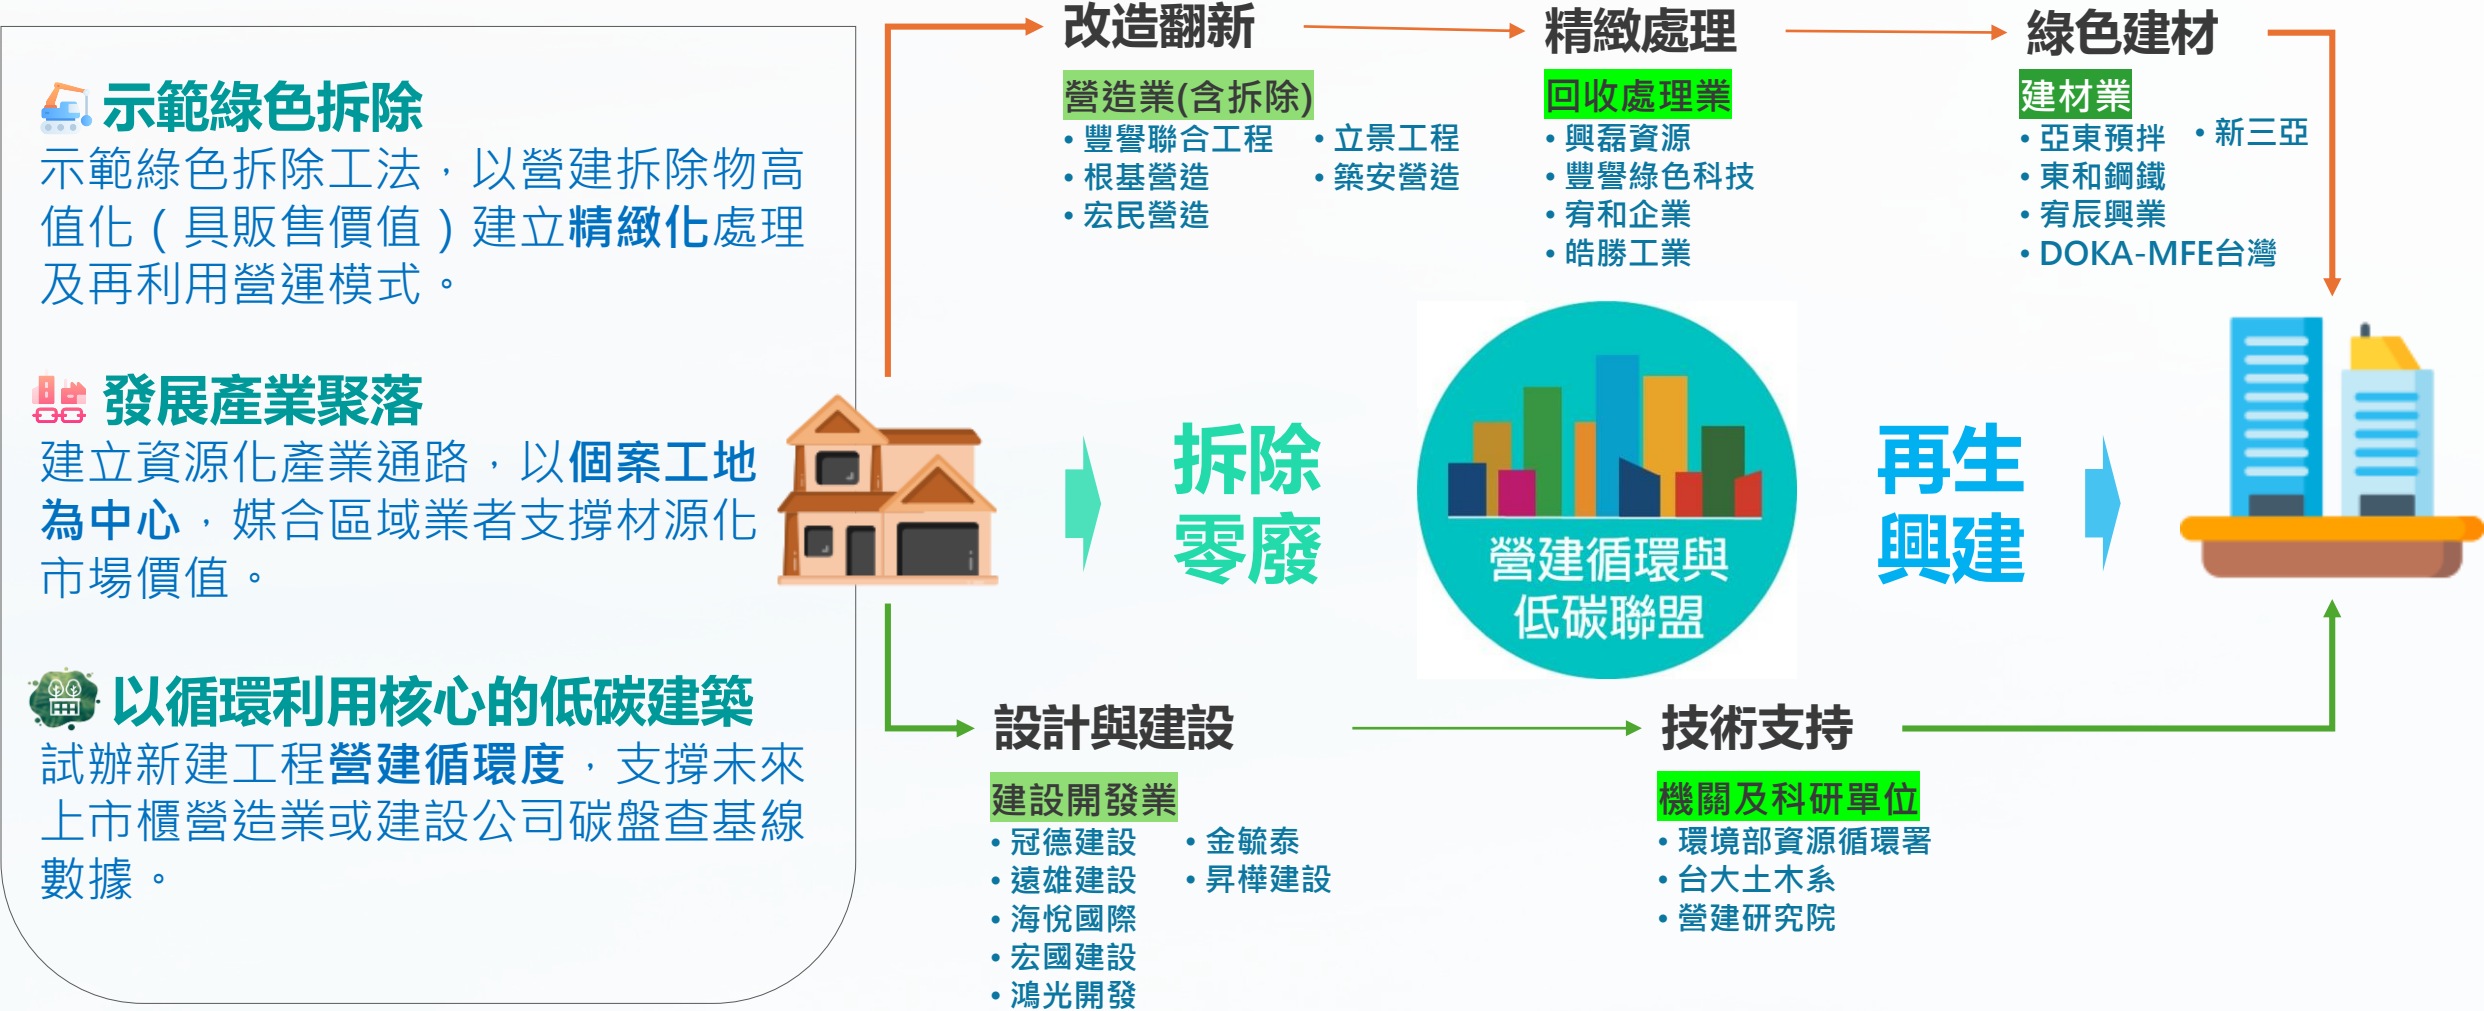 示範綠色拆除
示範綠色拆除工法，以營建拆除物高
值化（具販售價值）建立精緻化處理
及再利用營運模式。
發展產業聚落
建立資源化產業通路，以個案工地
為中心，媒合區域業者支撐材源化
市場價值。
以循環利用核心的低碳建築
試辦新建工程營建循環度，支撐未來
上市櫃營造業或建設公司碳盤查基線
數據。
改造翻新
營造業(含拆除)
• 豐譽聯合工程
• 根基營造
• 宏民營造
• 立景工程
• 築安營造
精緻處理
回收處理業
• 興磊資源
• 豐譽綠色科技
• 宥和企業
• 皓勝工業
綠色建材
建材業
• 亞東預拌
• 東和鋼鐵
• 宥辰興業
• DOKA-MFE台灣
• 新三亞
拆除
零廢
營建循環與
低碳聯盟
再生
興建
設計與建設
建設開發業
• 冠德建設
• 遠雄建設
• 海悅國際
• 宏國建設
• 鴻光開發
• 金毓泰
• 昇樺建設
技術支持
機關及科研單位
• 環境部資源循環署
• 台大土木系
• 營建研究院